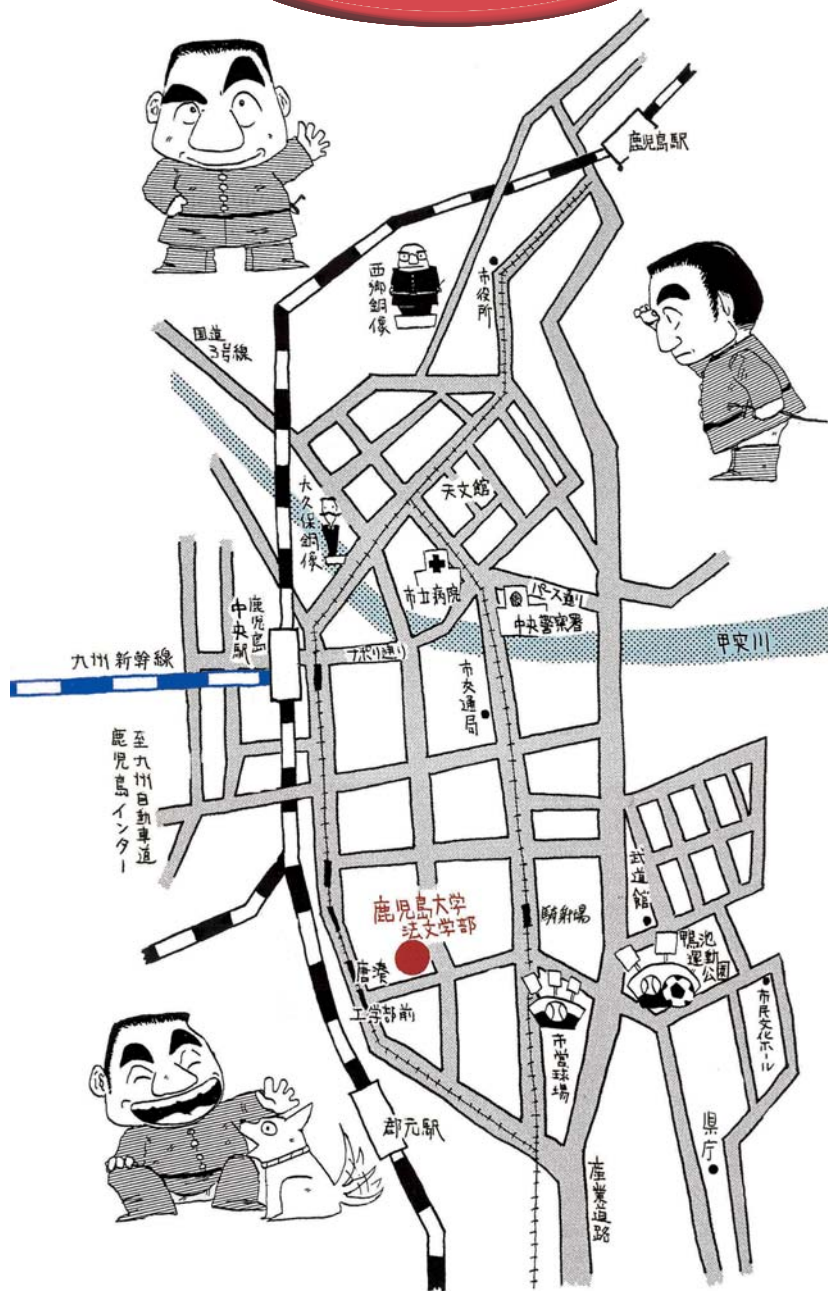 鹿児島駅
西郷銅像
市役所
国道
3号線
天文館
大久保銅像
市立病院
パース通り
中央警察署
鹿児島
中央駅
ナポリ通り
甲突川
九州新幹線
市交通局
至九州自動車道
鹿児島インター
武道館
鹿児島大学
法文学部
騎射場
鴨池
運動
公園
唐湊
工学部前
市民文化ホール
市営球場
郡元駅
県庁
産業道路